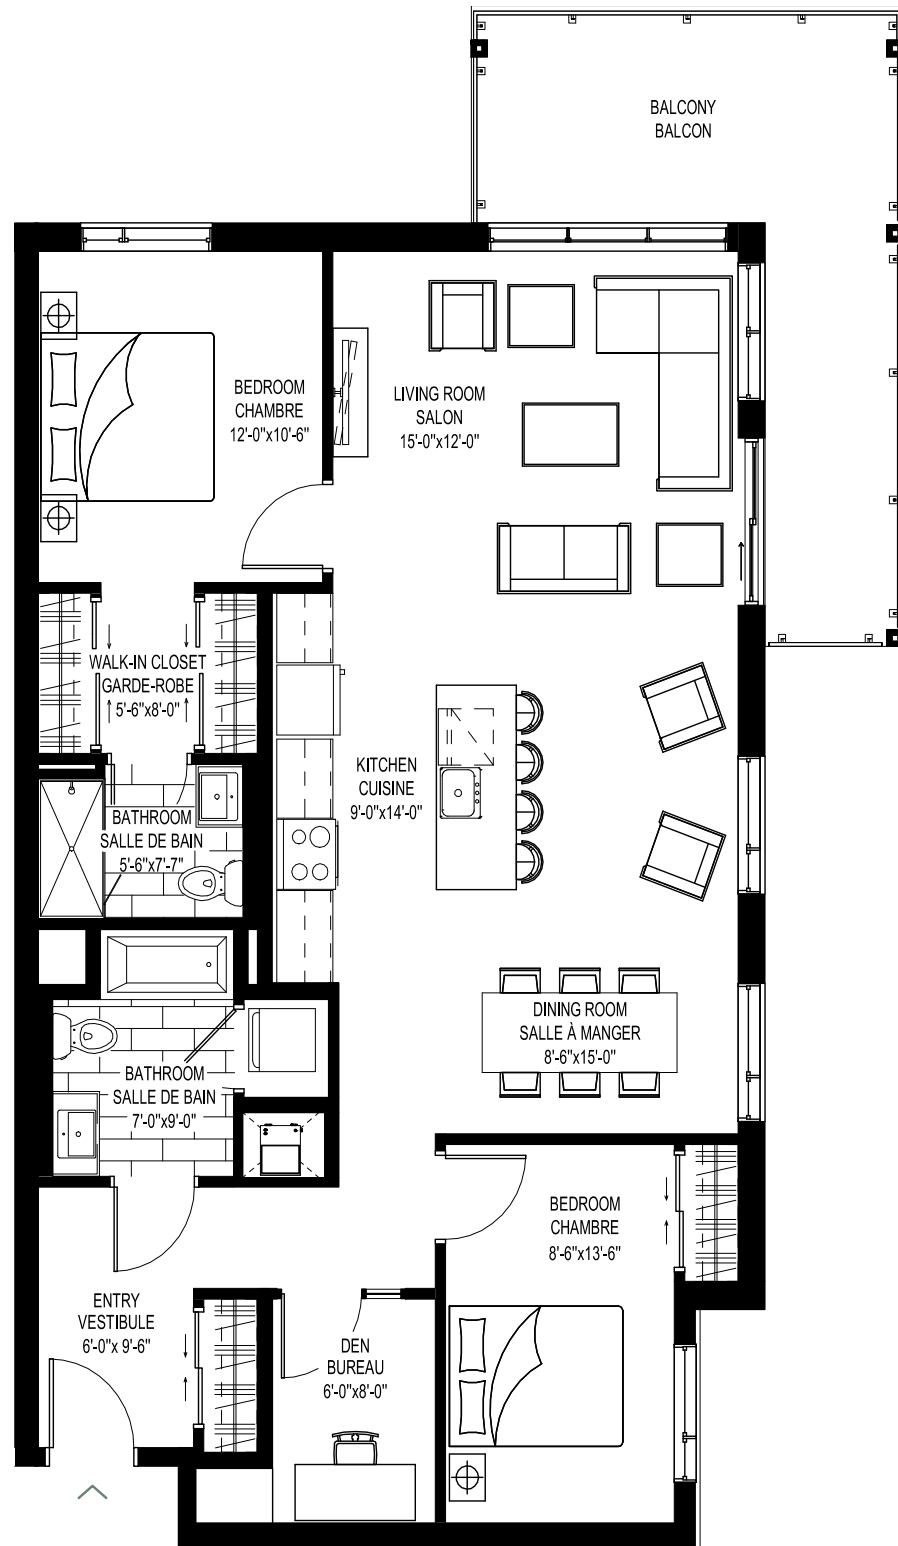 BALCONY
BALCON
BEDROOM
CHAMBRE
12'-0"x10'-6"
LIVING ROOM
SALON
15'-0"x12'-0"
WALK-IN CLOSET
GARDE-ROBE
5'-6"x8'-0"
KITCHEN
CUISINE
9'-0"x14'-0"
BATHROOM
SALLE DE BAIN
5'-6"x7'-7"
DINING ROOM
SALLE À MANGER
8'-6"x15'-0"
BATHROOM
SALLE DE BAIN
7'-0"x9'-0"
BEDROOM
CHAMBRE
8'-6"x13'-6"
ENTRY
VESTIBULE
6'-0"x 9'-6"
DEN
BUREAU
6'-0"x8'-0"